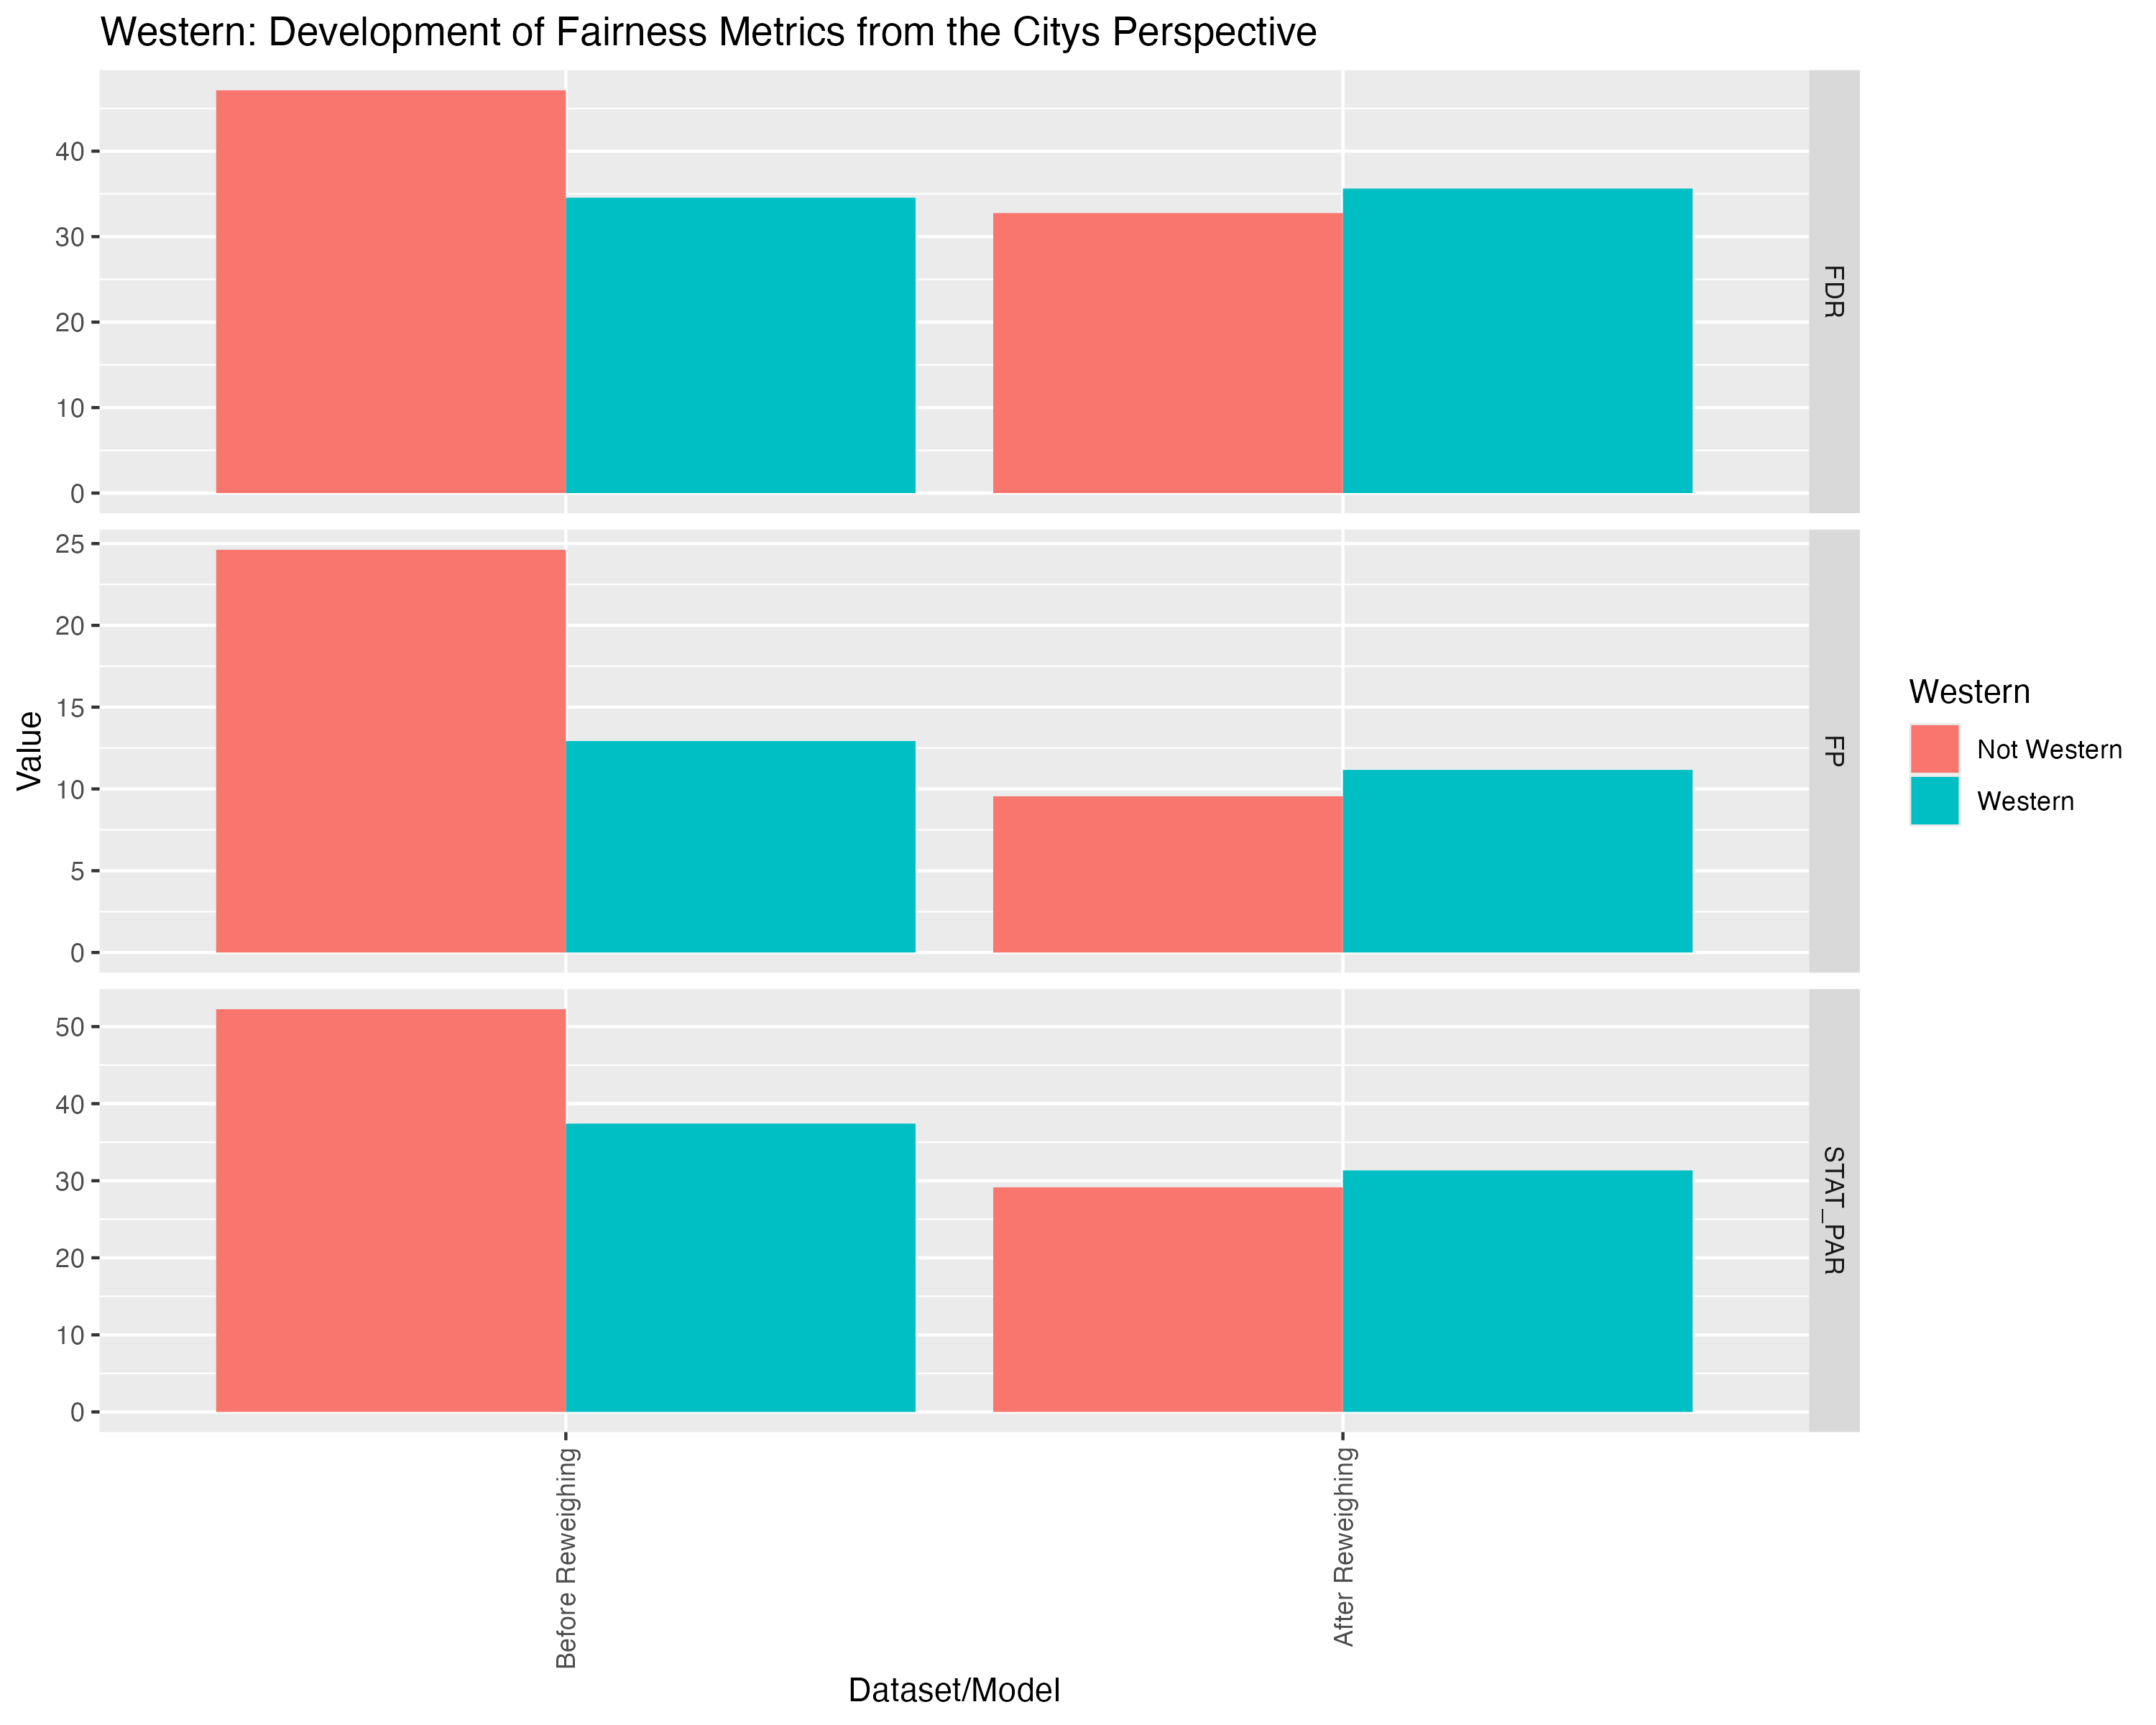 Western: Development of Fairness Metrics from the Citys Perspective
40
30
20
10
0
FDR
25
20
15
10
5
0
FP
50
40
30
20
10
0
STAT_PAR
Value
Before Reweighing
After Reweighing
Dataset/Model
Western
Not Western
Western